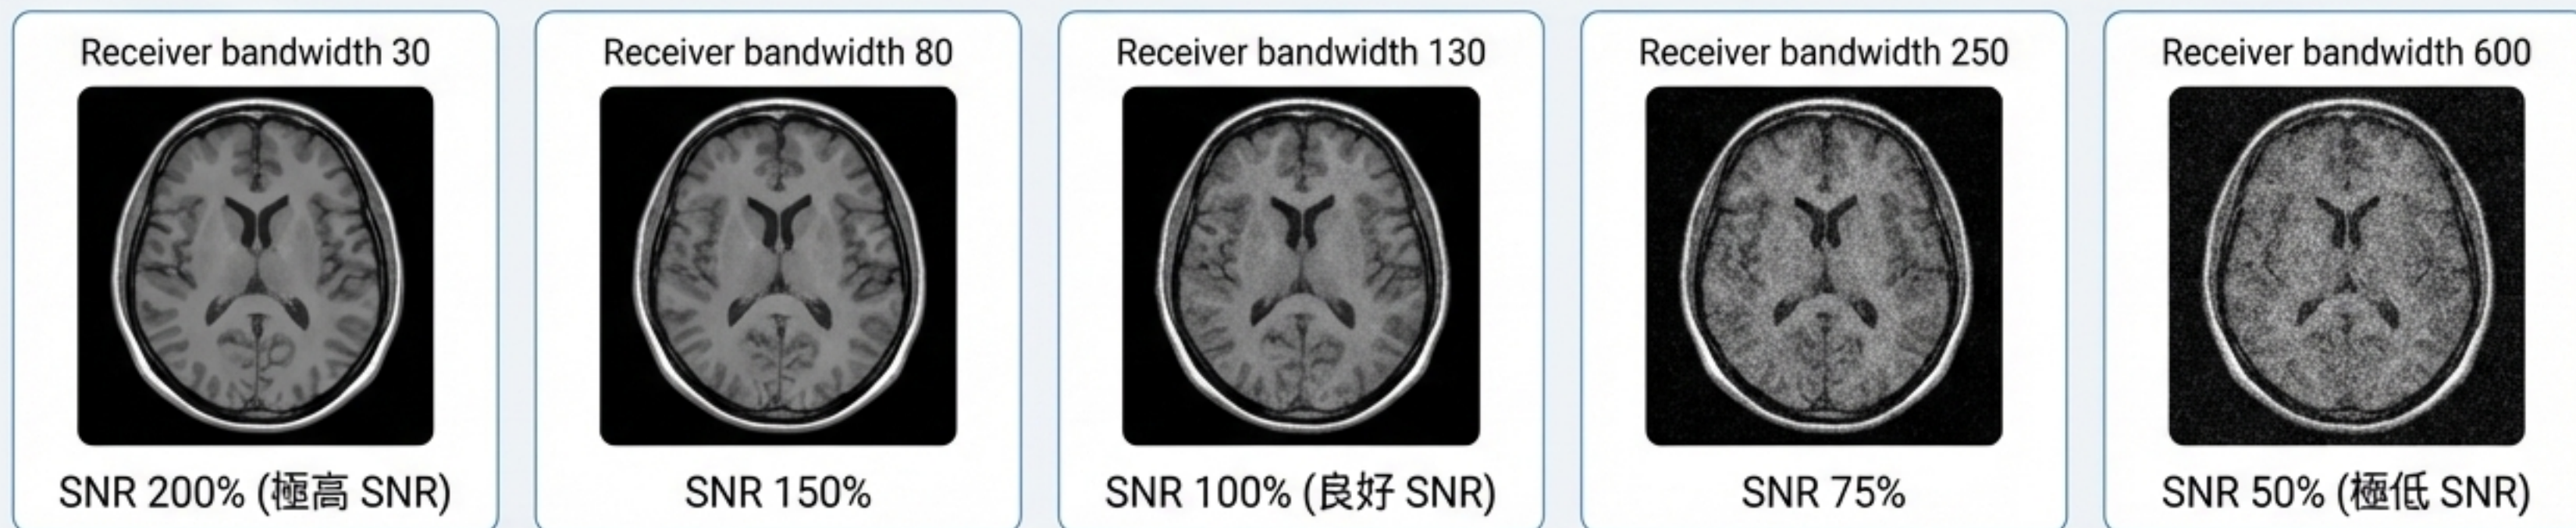 Receiver bandwidth 30
SNR 200% (極高 SNR)
Receiver bandwidth 80
SNR 150%
Receiver bandwidth 130
SNR 100% (良好 SNR)
Receiver bandwidth 250
SNR 75%
Receiver bandwidth 600
SNR 50% (極低 SNR)